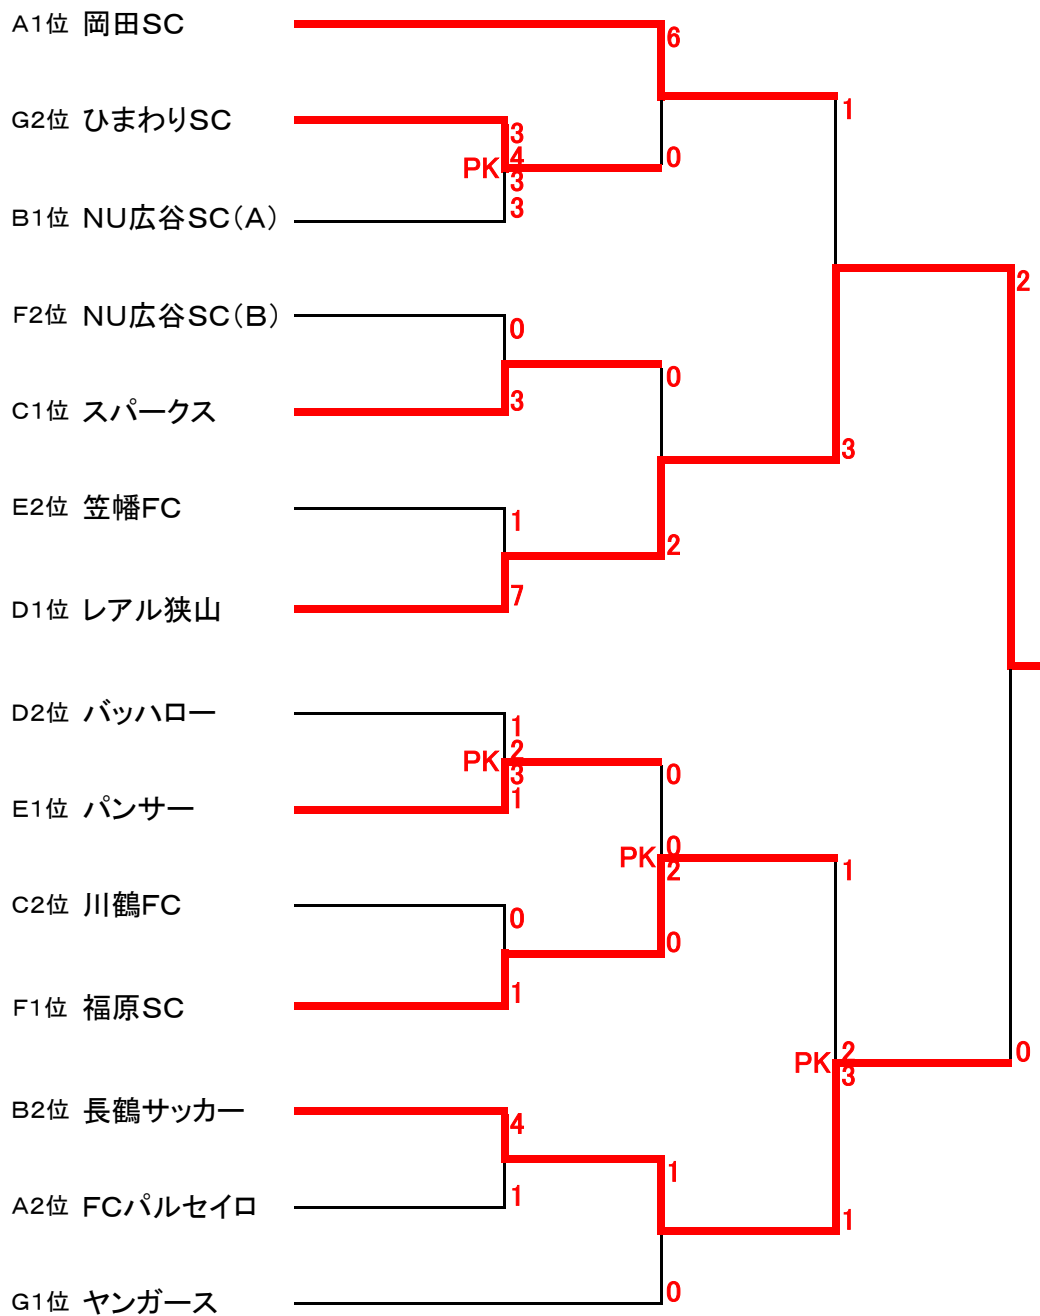 A1位 岡田SC
6
1
G2位 ひまわりSC
3
PK 4
3
0
3
B1位 NU広谷SC(A)
2
F2位 NU広谷SC(B)
0
0
C1位 スパークス
3
3
E2位 笠幡FC
1
2
7
D1位 レアル狭山
D2位 バッハロー
1
PK 2
3
0
E1位 パンサー
1
PK 0
2
1
C2位 川鶴FC
0
0
F1位 福原SC
1
PK 2
3
0
B2位 長鶴サッカー
4
1
A2位 FCパルセイロ
1
1
G1位 ヤンガース
0